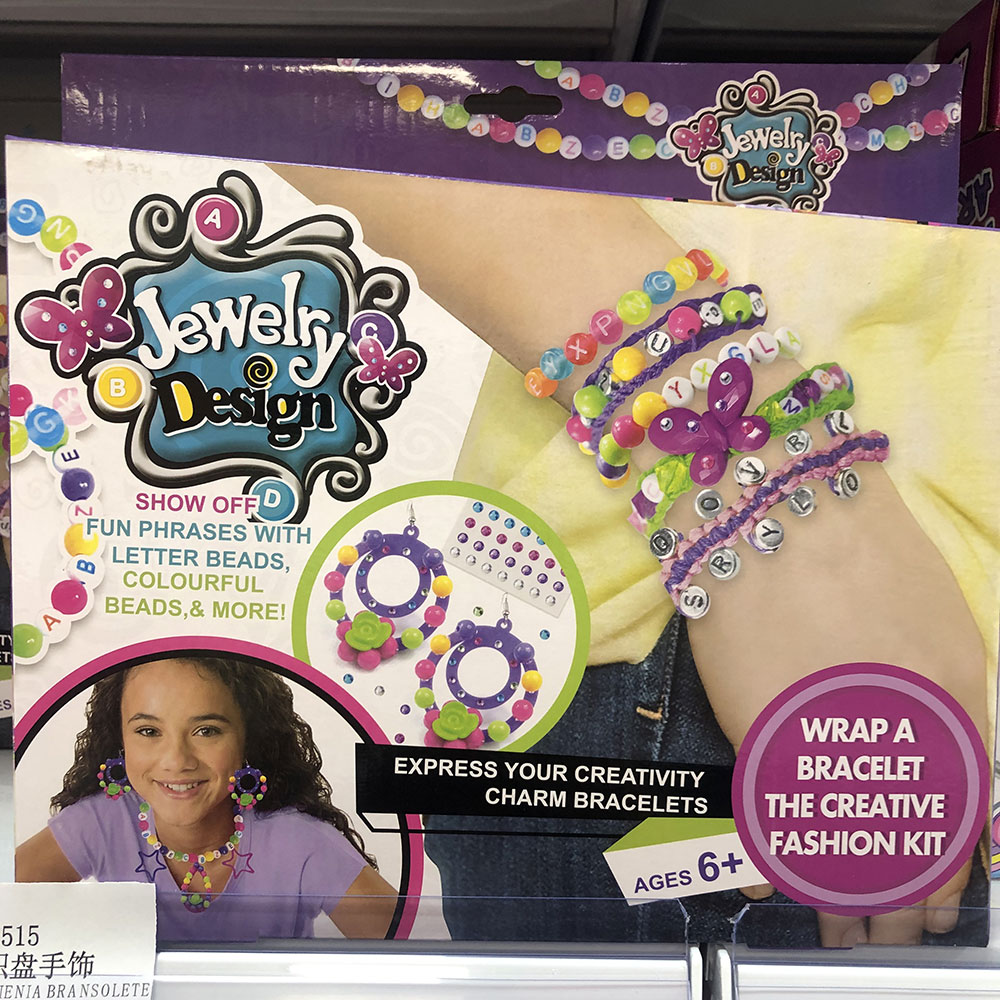 Jewelry
Design
Jewelry
Design
SHOW OFF
FUN PHRASES WITH
LETTER BEADS,
COLOURFUL
BEADS,& MORE!
EXPRESS YOUR CREATIVITY
CHARM BRACELETS
WRAP A
BRACELET
THE CREATIVE
FASHION KIT
AGES 6+
515
盘手饰
BRANSOLETE